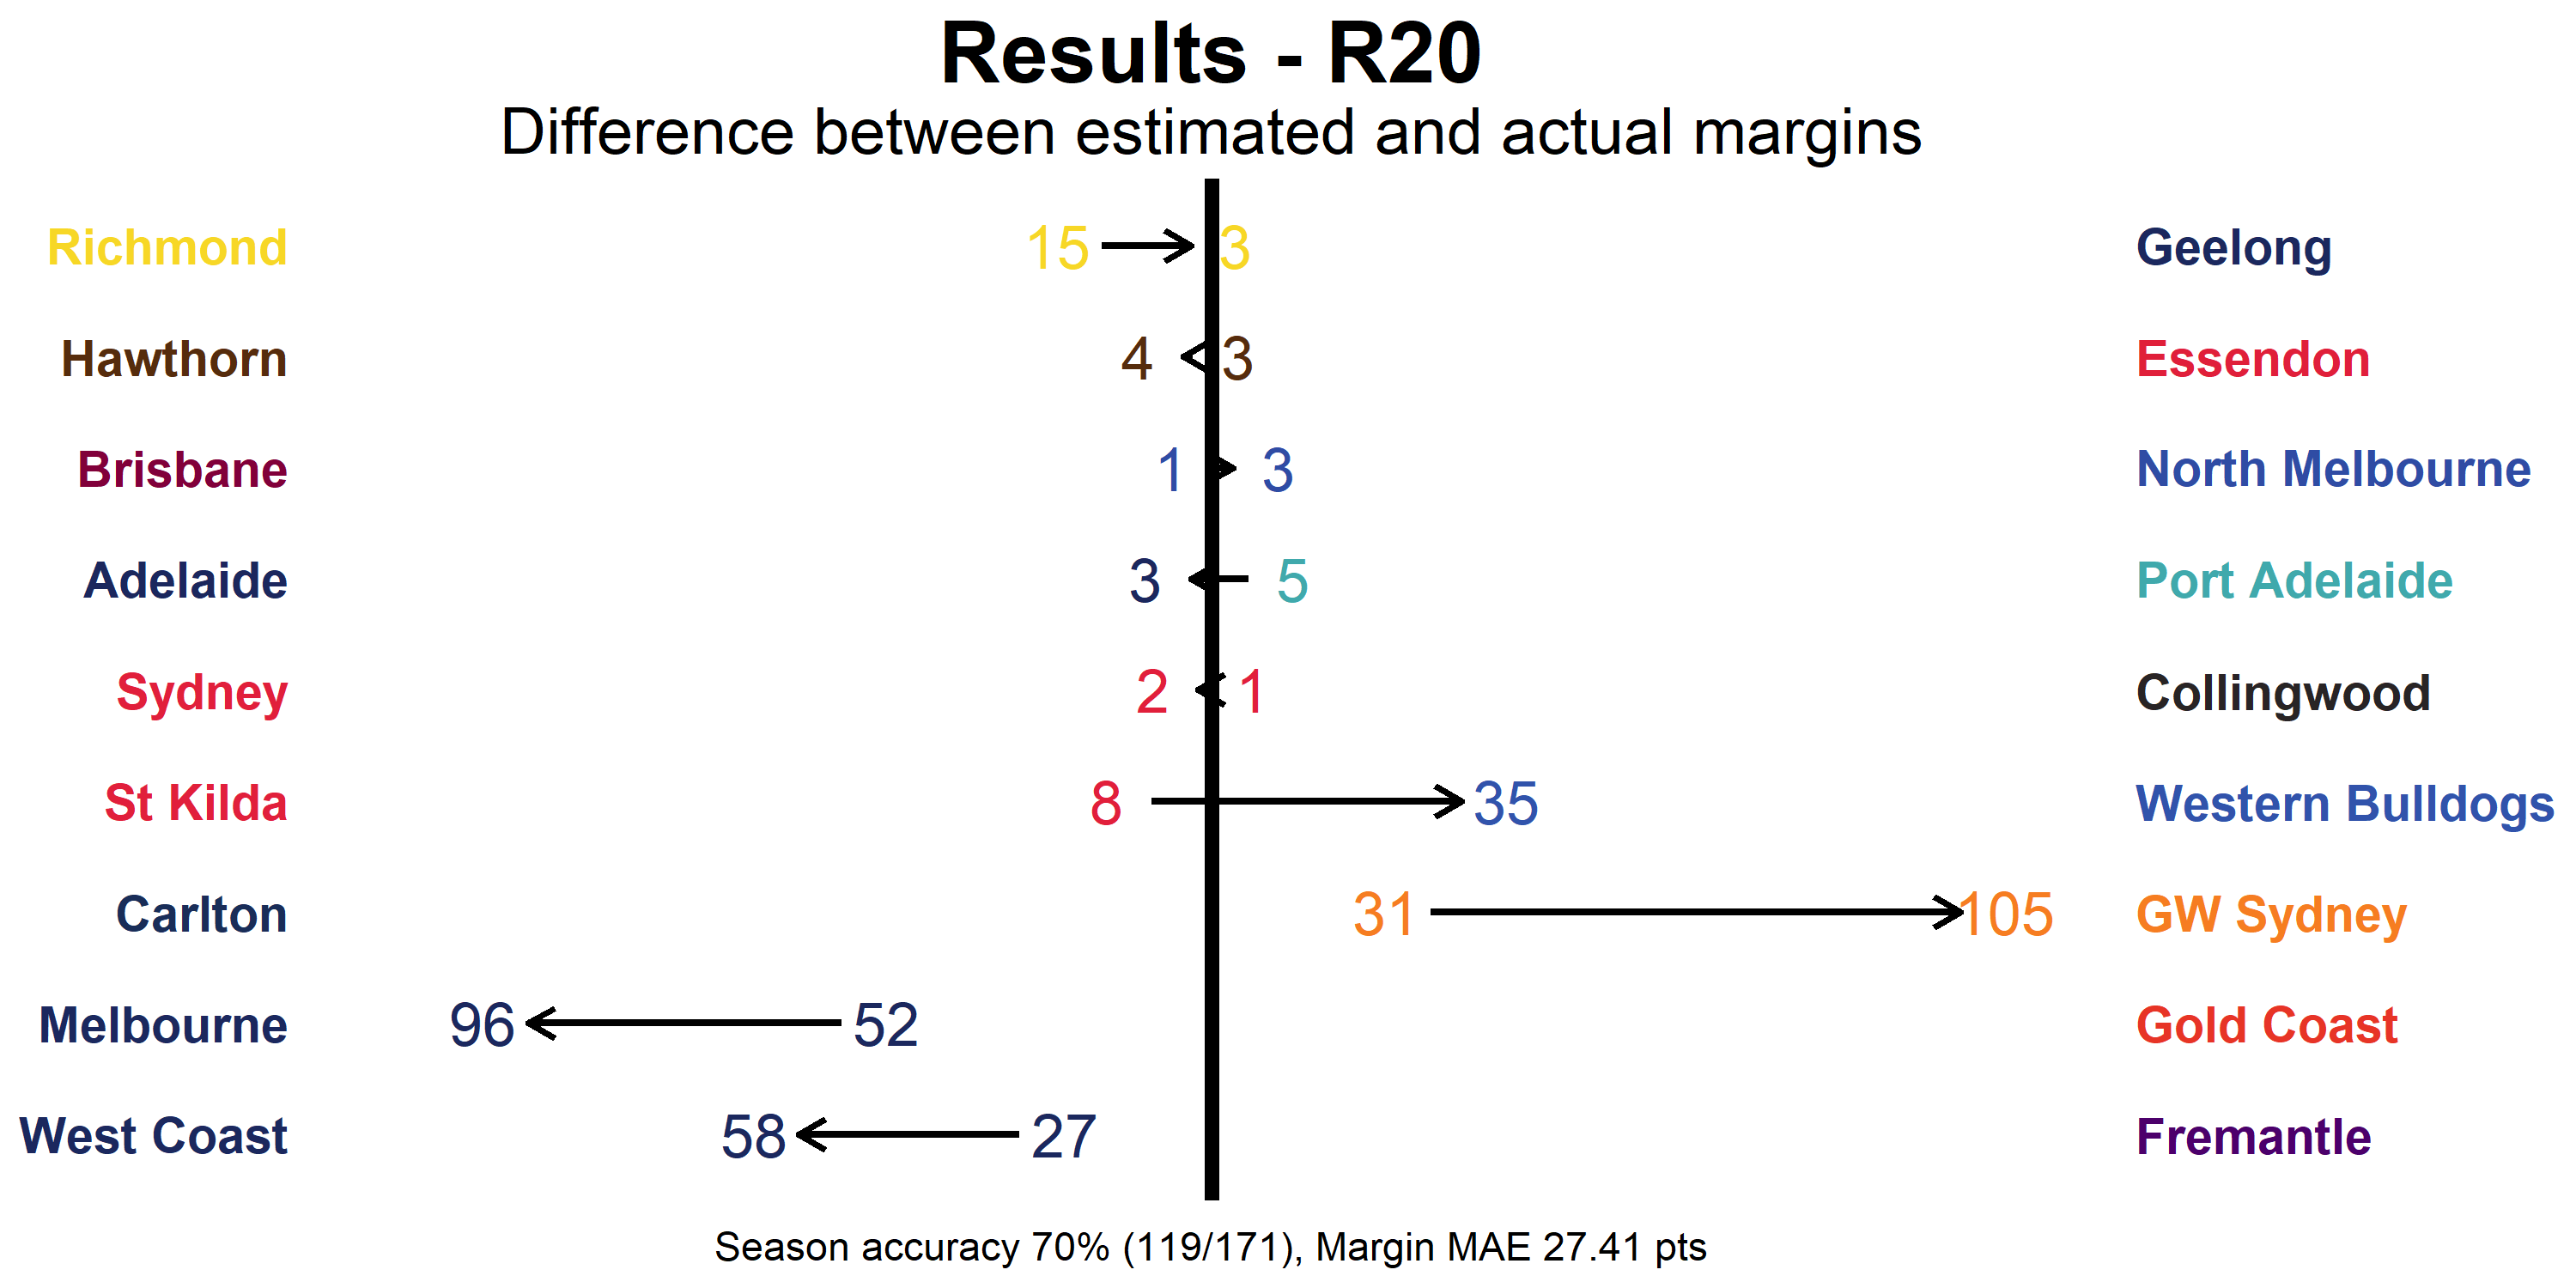 Results - R20
Difference between estimated and actual margins
Richmond 15 3 Geelong
Hawthorn 4 3 Essendon
Brisbane 1 3 North Melbourne
Adelaide 3 5 Port Adelaide
Sydney 2 1 Collingwood
St Kilda 8 35 Western Bulldogs
Carlton 31 105 GW Sydney
Melbourne 96 52 Gold Coast
West Coast 58 27 Fremantle
Season accuracy 70% (119/171), Margin MAE 27.41 pts